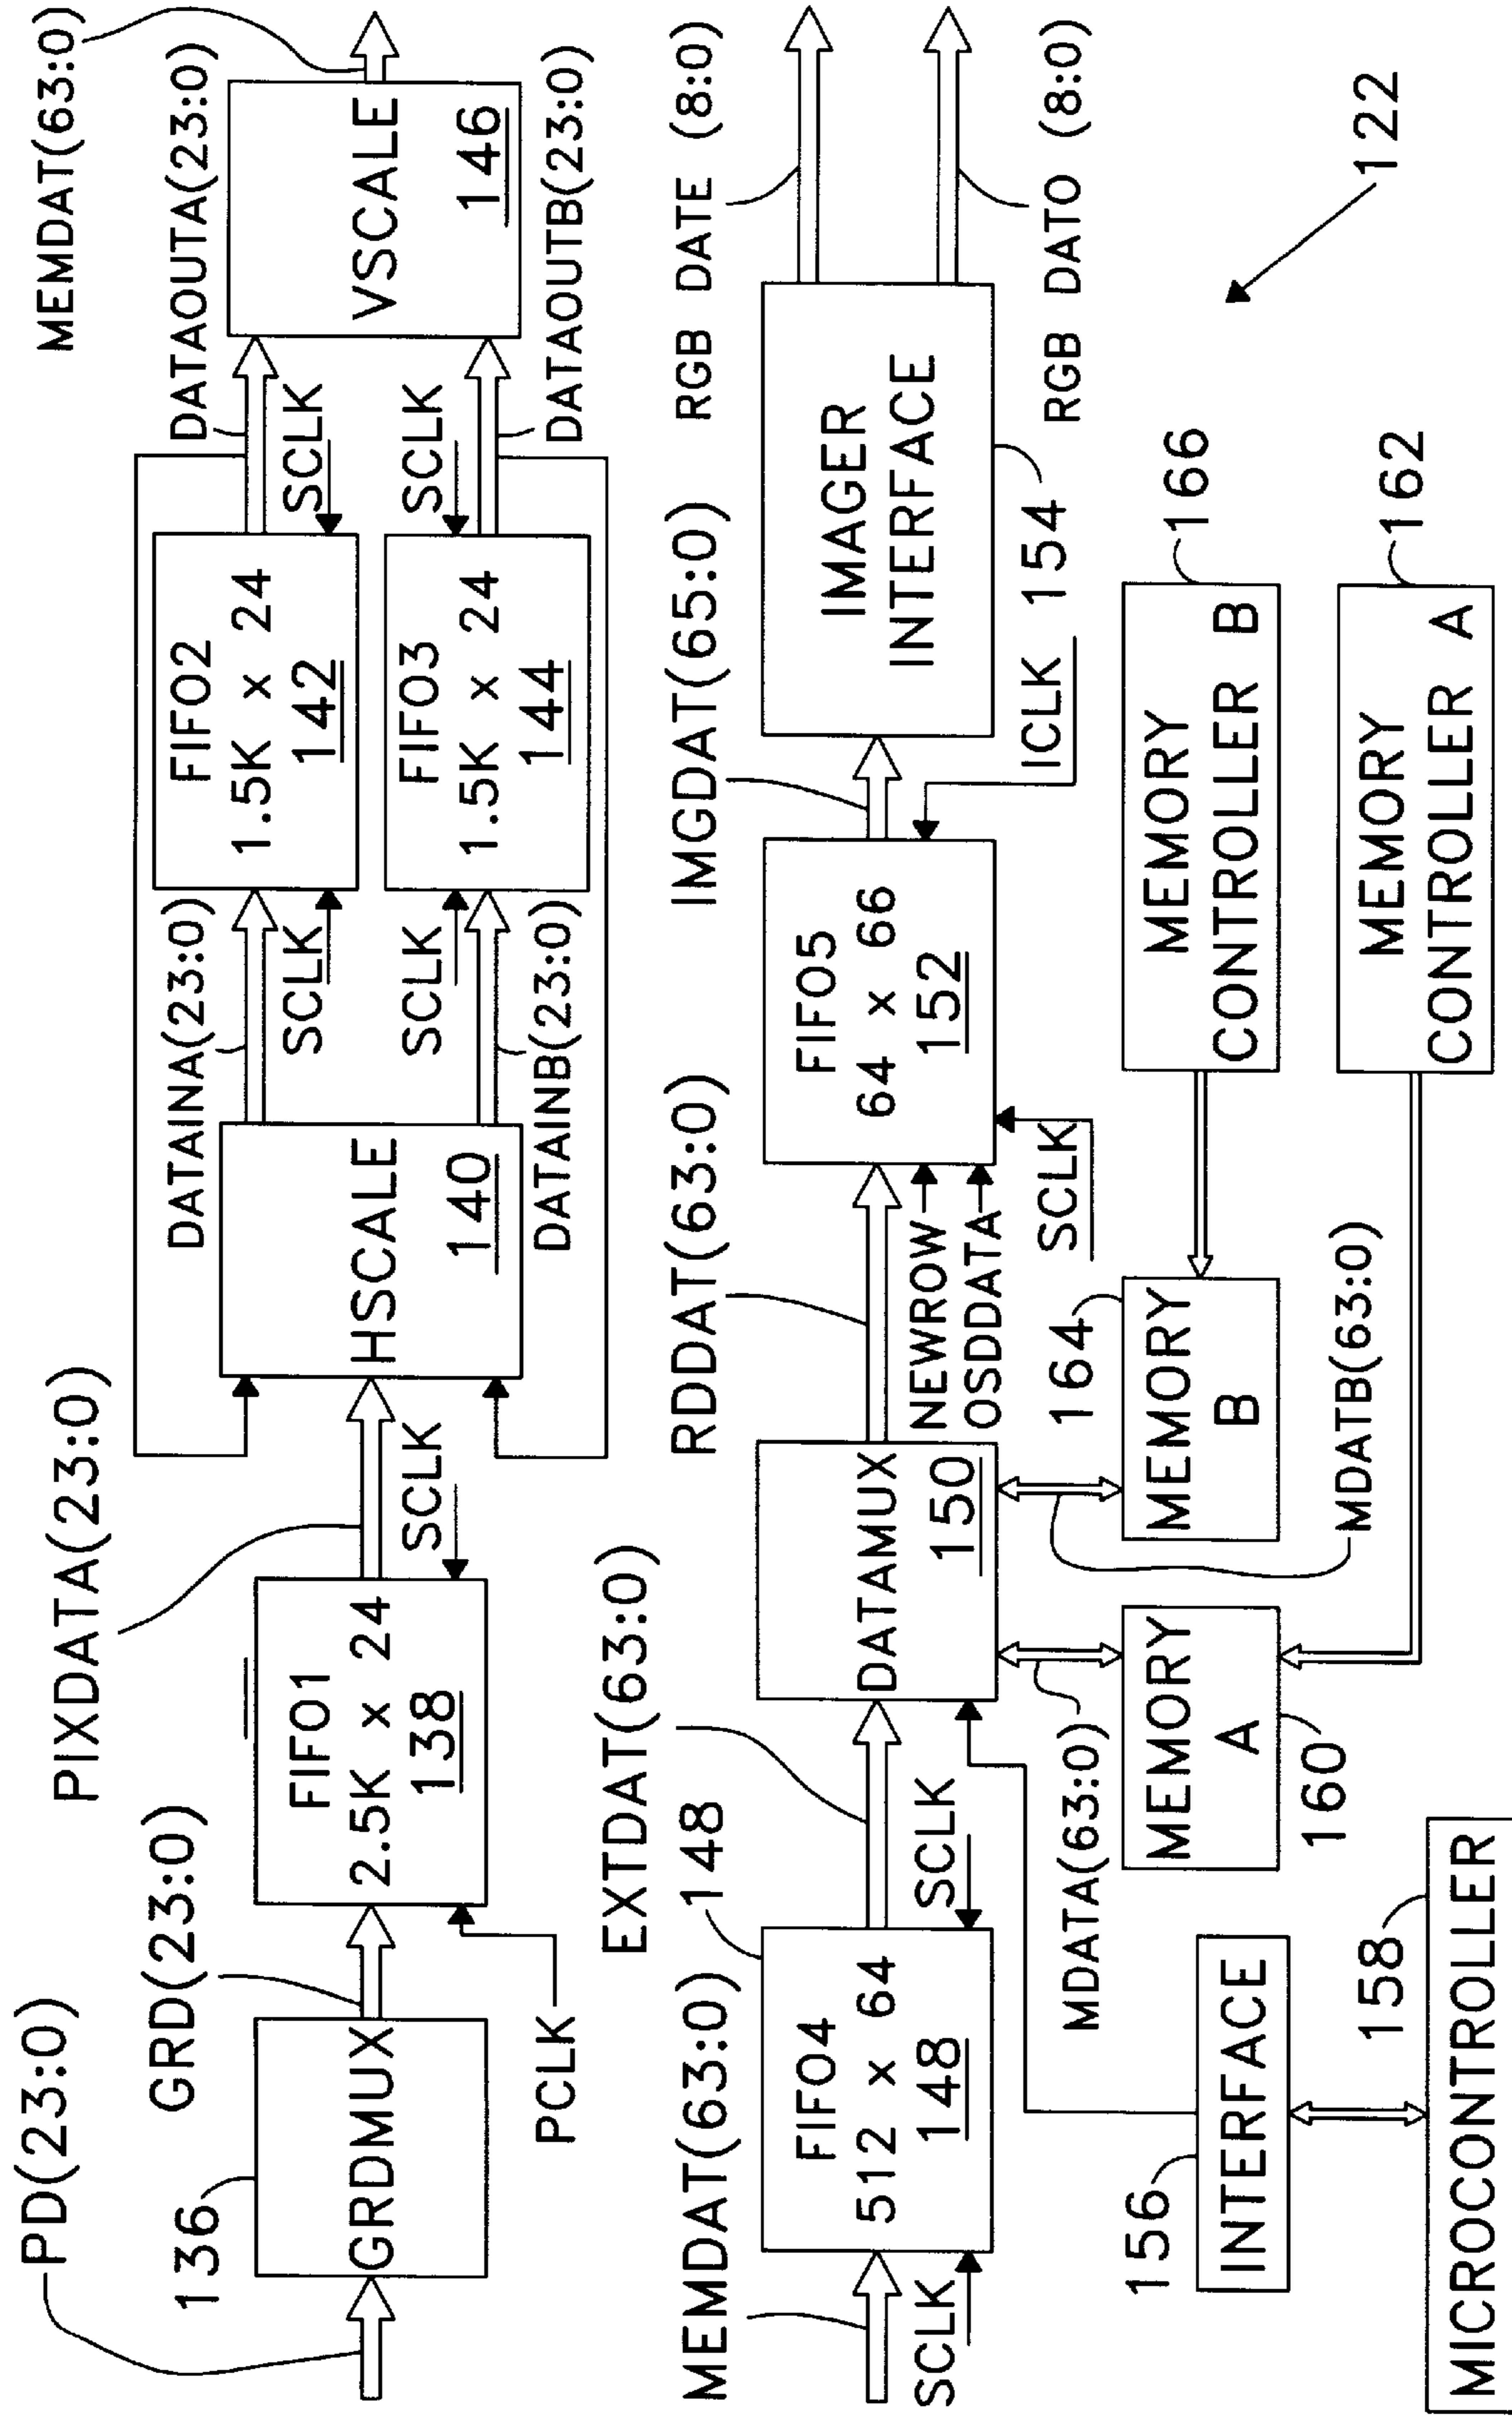 PD(23:0)
136
GRDMUX
GRD(23:0)
PCLK
FIFO1
2.5K x 24
138
PIXDATA(23:0)
SCLK
HSCALE
140
DATAINA(23:0)
SCLK
SCLK
DATAINB(23:0)
FIFO2
1.5K x 24
142
FIFO3
1.5K x 24
144
DATAOUTA(23:0)
SCLK
SCLK
DATAOUTB(23:0)
VSCALE
146
MEMDAT(63:0)
MEMDAT(63:0)
SCLK
FIFO4
512 x 64
148
148
EXTDAT(63:0)
SCLK
DATAMUX
150
RDDAT(63:0)
NEWROW
OSDDATA
SCLK
FIFO5
64 x 66
152
IMGDAT(65:0)
ICLK
154
IMAGER
INTERFACE
RGB DATE (8:0)
RGB DATO (8:0)
122
MDATA(63:0)
MEMORY
A
160
164
MEMORY
B
MDATB(63:0)
MEMORY
CONTROLLER B
166
MEMORY
CONTROLLER A
162
156
INTERFACE
158
MICROCONTROLLER